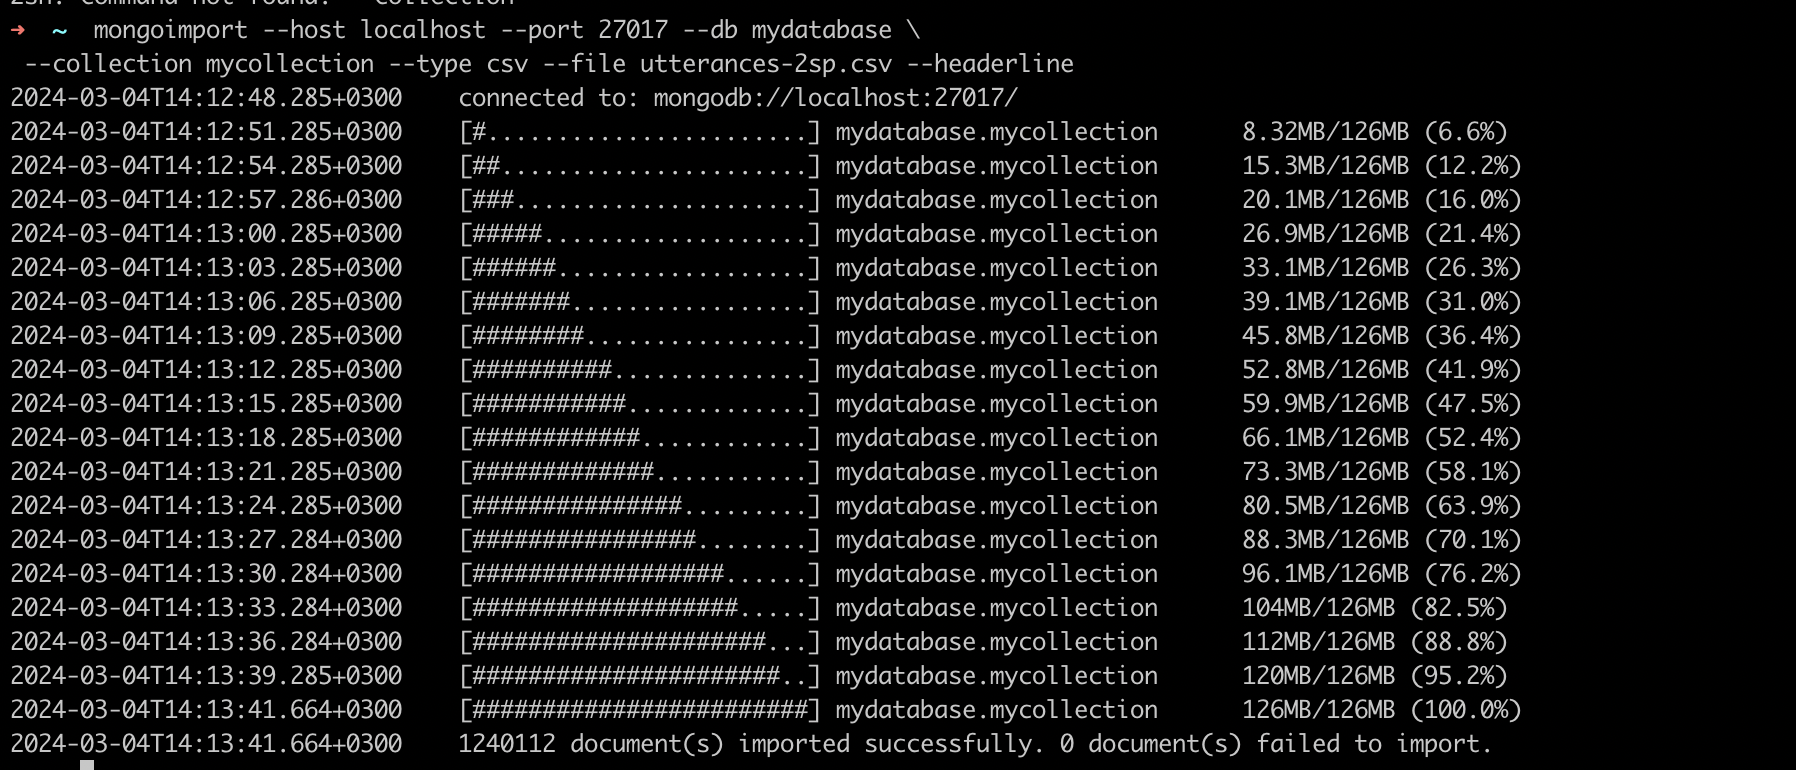 zsh: command not found: --collection
➜  ~  mongoimport --host localhost --port 27017 --db mydatabase \
 --collection mycollection --type csv --file utterances-2sp.csv --headerline
2024-03-04T14:12:48.285+0300    connected to: mongodb://localhost:27017/
2024-03-04T14:12:51.285+0300    [#.......................] mydatabase.mycollection      8.32MB/126MB (6.6%)
2024-03-04T14:12:54.285+0300    [##......................] mydatabase.mycollection      15.3MB/126MB (12.2%)
2024-03-04T14:12:57.286+0300    [###.....................] mydatabase.mycollection      20.1MB/126MB (16.0%)
2024-03-04T14:13:00.285+0300    [#####...................] mydatabase.mycollection      26.9MB/126MB (21.4%)
2024-03-04T14:13:03.285+0300    [######..................] mydatabase.mycollection      33.1MB/126MB (26.3%)
2024-03-04T14:13:06.285+0300    [#######.................] mydatabase.mycollection      39.1MB/126MB (31.0%)
2024-03-04T14:13:09.285+0300    [########................] mydatabase.mycollection      45.8MB/126MB (36.4%)
2024-03-04T14:13:12.285+0300    [##########..............] mydatabase.mycollection      52.8MB/126MB (41.9%)
2024-03-04T14:13:15.285+0300    [###########.............] mydatabase.mycollection      59.9MB/126MB (47.5%)
2024-03-04T14:13:18.285+0300    [############............] mydatabase.mycollection      66.1MB/126MB (52.4%)
2024-03-04T14:13:21.285+0300    [#############...........] mydatabase.mycollection      73.3MB/126MB (58.1%)
2024-03-04T14:13:24.285+0300    [###############.........] mydatabase.mycollection      80.5MB/126MB (63.9%)
2024-03-04T14:13:27.284+0300    [################........] mydatabase.mycollection      88.3MB/126MB (70.1%)
2024-03-04T14:13:30.284+0300    [##################......] mydatabase.mycollection      96.1MB/126MB (76.2%)
2024-03-04T14:13:33.284+0300    [###################.....] mydatabase.mycollection      104MB/126MB (82.5%)
2024-03-04T14:13:36.284+0300    [#####################...] mydatabase.mycollection      112MB/126MB (88.8%)
2024-03-04T14:13:39.285+0300    [######################..] mydatabase.mycollection      120MB/126MB (95.2%)
2024-03-04T14:13:41.664+0300    [########################] mydatabase.mycollection      126MB/126MB (100.0%)
2024-03-04T14:13:41.664+0300    1240112 document(s) imported successfully. 0 document(s) failed to import.